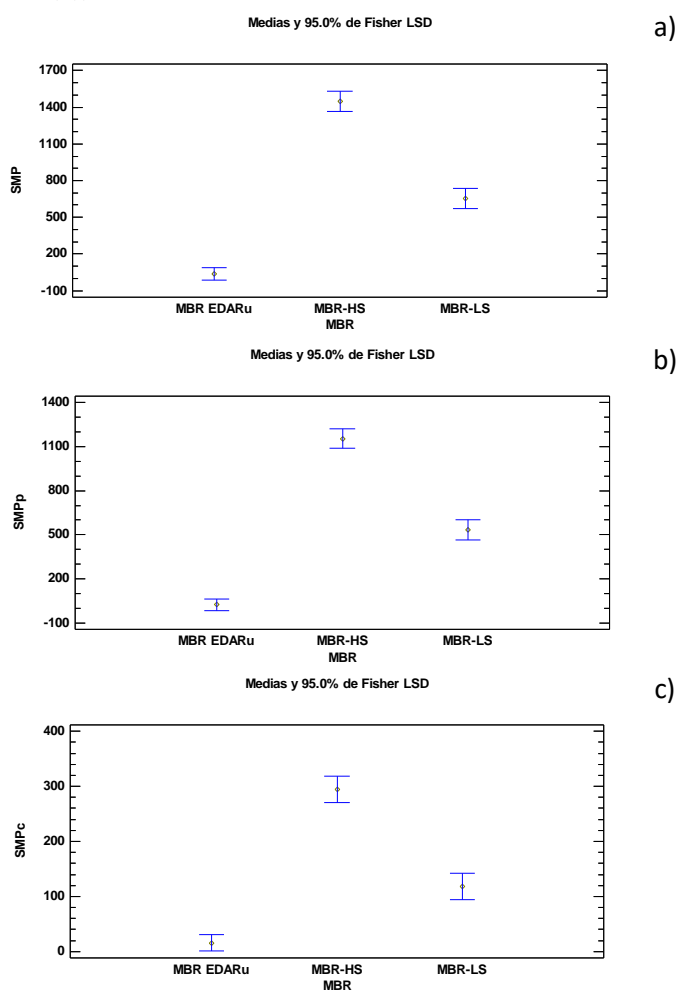 Medias y 95.0% de Fisher LSD
a)
1700
1400
1100
800
500
200
-100
SMP
MBR EDARu MBR-HS MBR-LS
MBR
Medias y 95.0% de Fisher LSD
b)
1400
1100
800
500
200
-100
SMPp
MBR EDARu MBR-HS MBR-LS
MBR
Medias y 95.0% de Fisher LSD
c)
400
300
200
100
0
SMPc
MBR EDARu MBR-HS MBR-LS
MBR